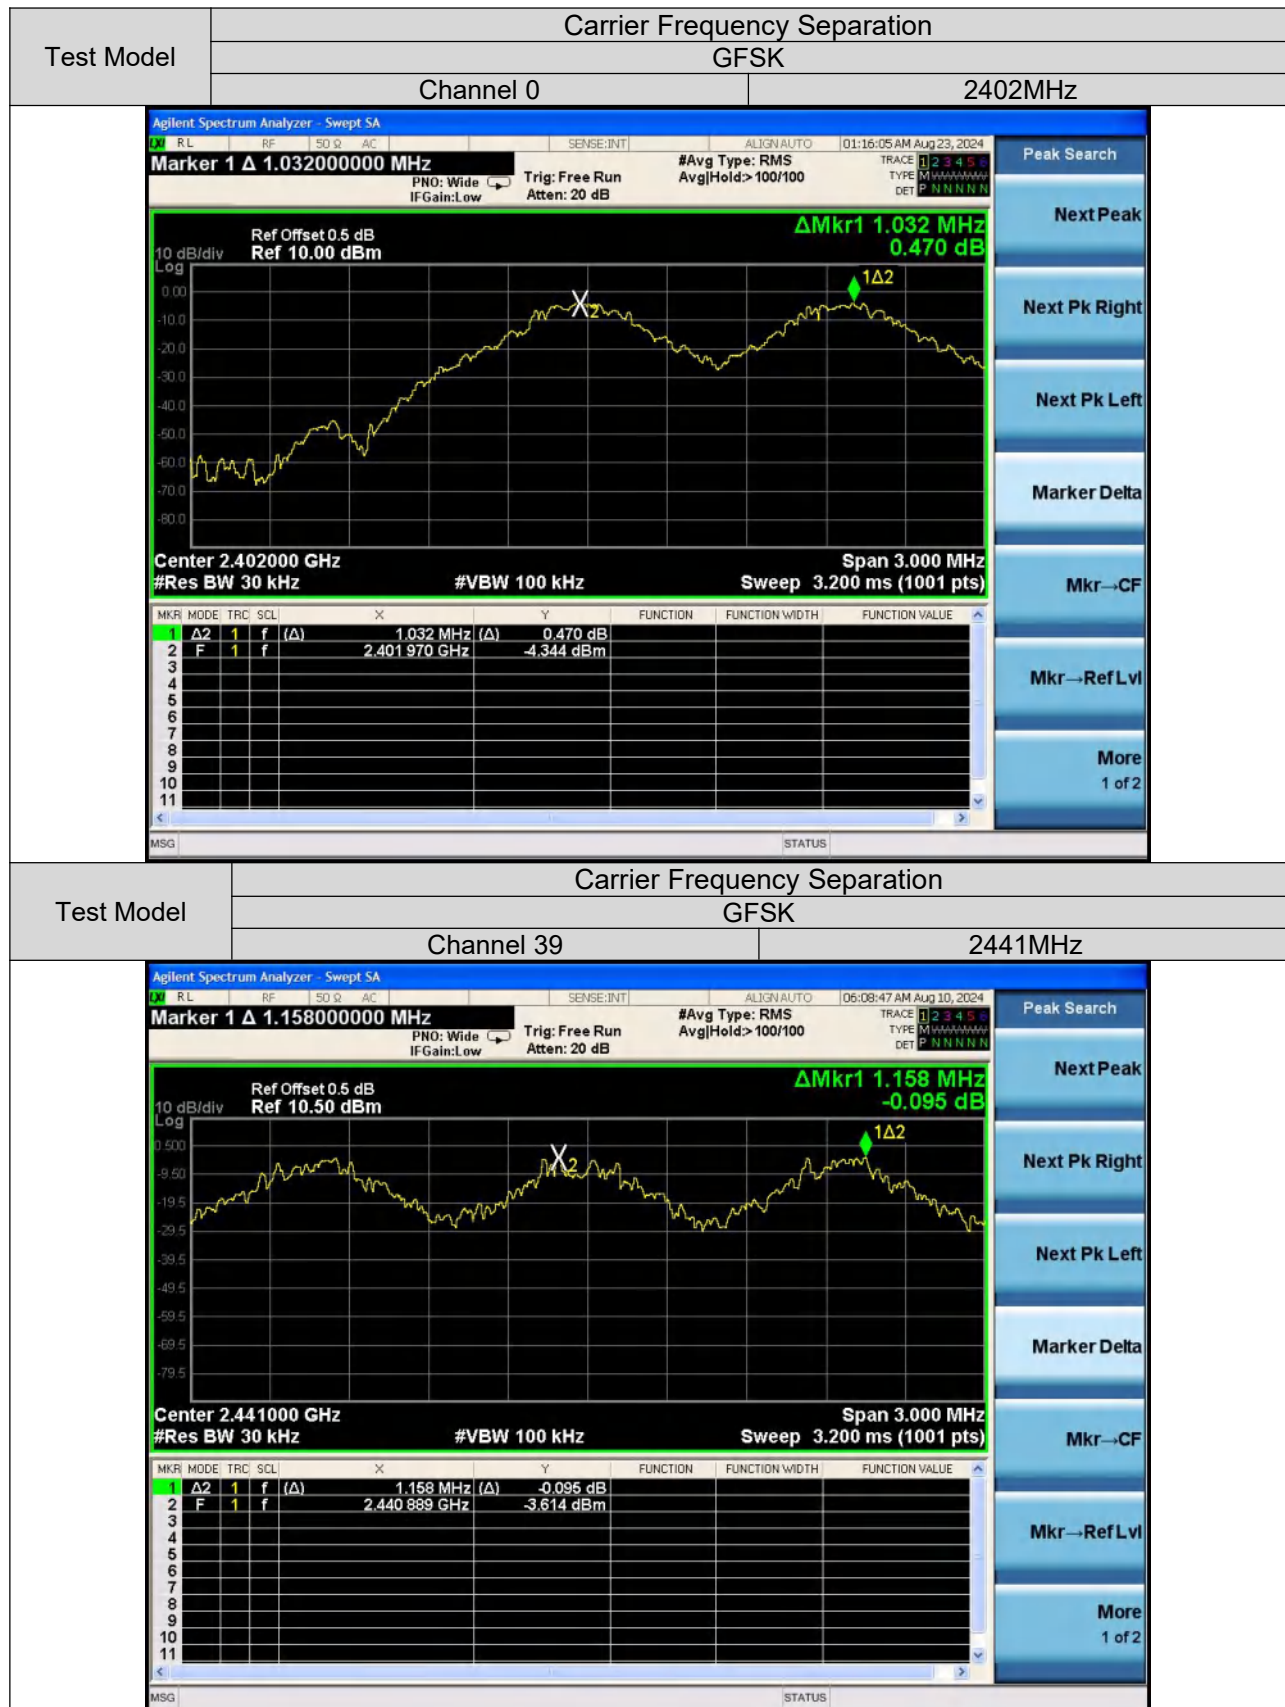 Test Model
Carrier Frequency Separation
GFSK
Channel 0 2402MHz
Agilent Spectrum Analyzer - Swept SA
LXI RL RF 50 Ω AC SENSE:INT ALIGN AUTO 01:16:05 AM Aug 23, 2024
Marker 1 Δ 1.032000000 MHz
PNO: Wide Trig: Free Run #Avg Type: RMS TRACE 1 2 3 4 5 6
IFGain:Low Atten: 20 dB Avg|Hold:>100/100 TYPE M
DET P N N N N N
Peak Search
Next Peak
Next Pk Right
Next Pk Left
Marker Delta
Mkr→CF
Mkr→Ref Lvl
More
1 of 2
ΔMkr1 1.032 MHz
0.470 dB
Ref Offset 0.5 dB
10 dB/div Ref 10.00 dBm
Log
0.00
-10.0
-20.0
-30.0
-40.0
-50.0
-60.0
-70.0
-80.0
X2
1Δ2
Center 2.402000 GHz Span 3.000 MHz
#Res BW 30 kHz #VBW 100 kHz Sweep 3.200 ms (1001 pts)
MKR MODE TRC SCL X Y FUNCTION FUNCTION WIDTH FUNCTION VALUE
1 Δ2 1 f (Δ) 1.032 MHz (Δ) 0.470 dB
2 F 1 f 2.401 970 GHz -4.344 dBm
3
4
5
6
7
8
9
10
11
MSG STATUS
Test Model
Carrier Frequency Separation
GFSK
Channel 39 2441MHz
Agilent Spectrum Analyzer - Swept SA
LXI RL RF 50 Ω AC SENSE:INT ALIGN AUTO 06:08:47 AM Aug 10, 2024
Marker 1 Δ 1.158000000 MHz
PNO: Wide Trig: Free Run #Avg Type: RMS TRACE 1 2 3 4 5 6
IFGain:Low Atten: 20 dB Avg|Hold:>100/100 TYPE M
DET P N N N N N
Peak Search
Next Peak
Next Pk Right
Next Pk Left
Marker Delta
Mkr→CF
Mkr→Ref Lvl
More
1 of 2
ΔMkr1 1.158 MHz
-0.095 dB
Ref Offset 0.5 dB
10 dB/div Ref 10.50 dBm
Log
0.500
-9.50
-19.5
-29.5
-39.5
-49.5
-59.5
-69.5
-79.5
X2
1Δ2
Center 2.441000 GHz Span 3.000 MHz
#Res BW 30 kHz #VBW 100 kHz Sweep 3.200 ms (1001 pts)
MKR MODE TRC SCL X Y FUNCTION FUNCTION WIDTH FUNCTION VALUE
1 Δ2 1 f (Δ) 1.158 MHz (Δ) -0.095 dB
2 F 1 f 2.440 889 GHz -3.614 dBm
3
4
5
6
7
8
9
10
11
MSG STATUS